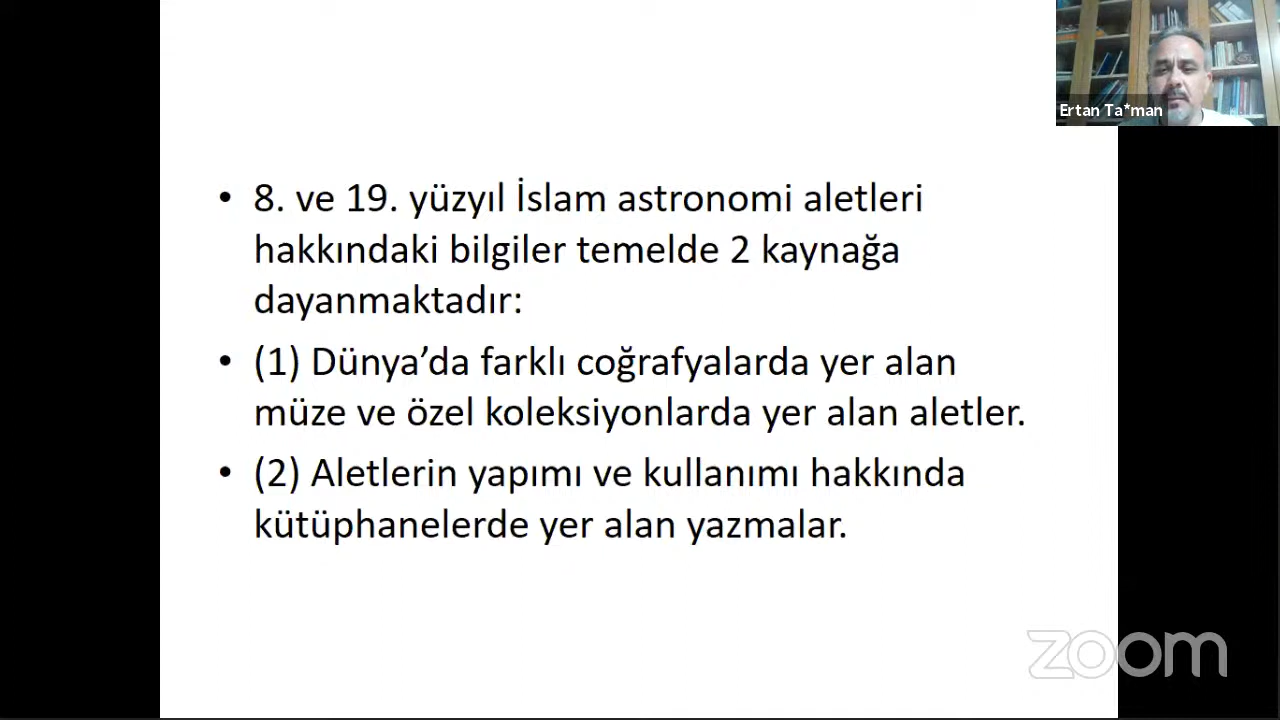 Ertan Ta*man
• 8. ve 19. yüzyıl İslam astronomi aletleri
hakkındaki bilgiler temelde 2 kaynağa
dayanmaktadır:
• (1) Dünya’da farklı coğrafyalarda yer alan
müze ve özel koleksiyonlarda yer alan aletler.
• (2) Aletlerin yapımı ve kullanımı hakkında
kütüphanelerde yer alan yazmalar.
zoom